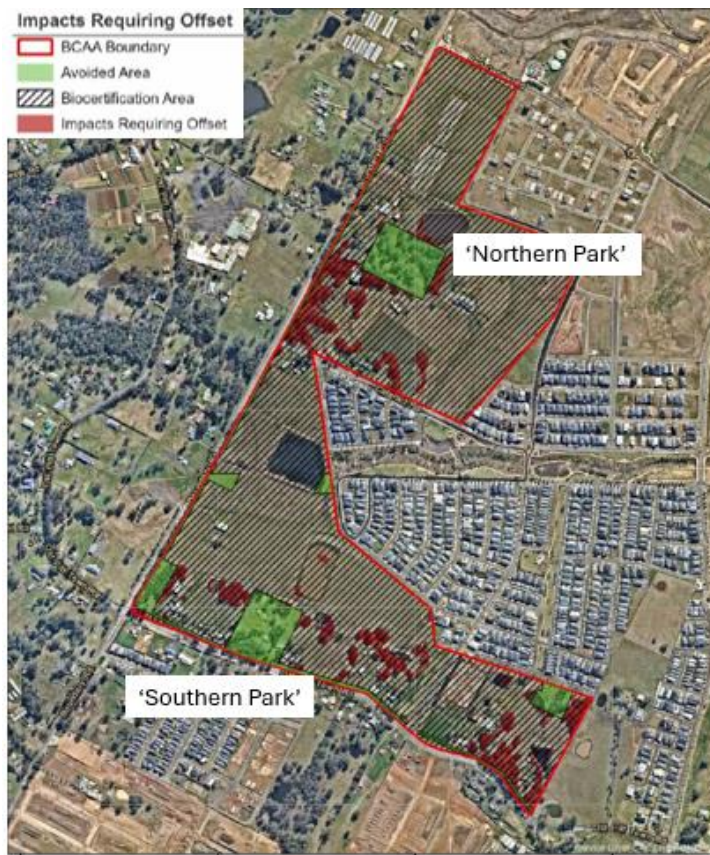 Impacts Requiring Offset
BCAA Boundary
Avoided Area
Biocertification Area
Impacts Requiring Offset
'Northern Park'
'Southern Park'